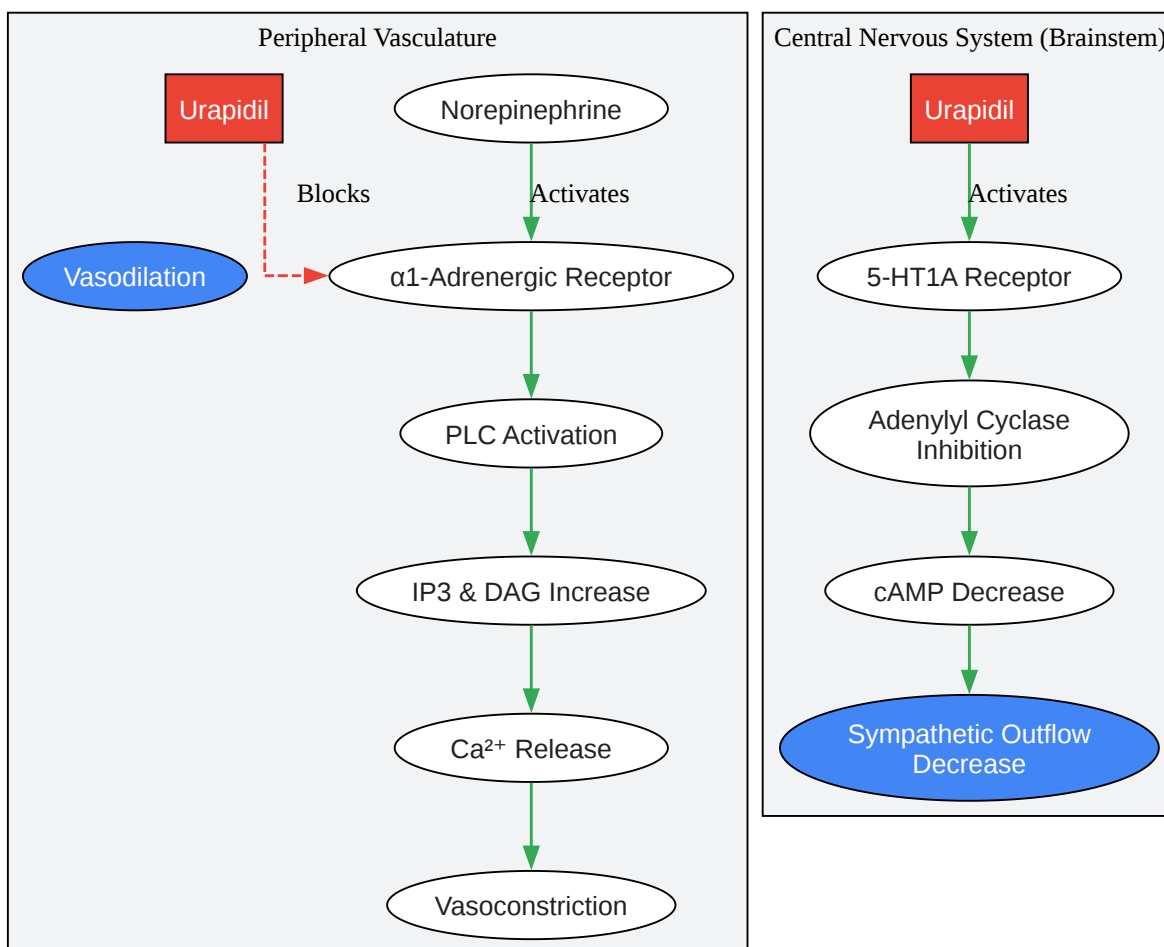 Peripheral Vasculature
Urapidil
Norepinephrine
Blocks
Activates
Vasodilation
α1-Adrenergic Receptor
PLC Activation
IP3 & DAG Increase
Ca²⁺ Release
Vasoconstriction
Central Nervous System (Brainstem)
Urapidil
Activates
5-HT1A Receptor
Adenylyl Cyclase
Inhibition
cAMP Decrease
Sympathetic Outflow
Decrease